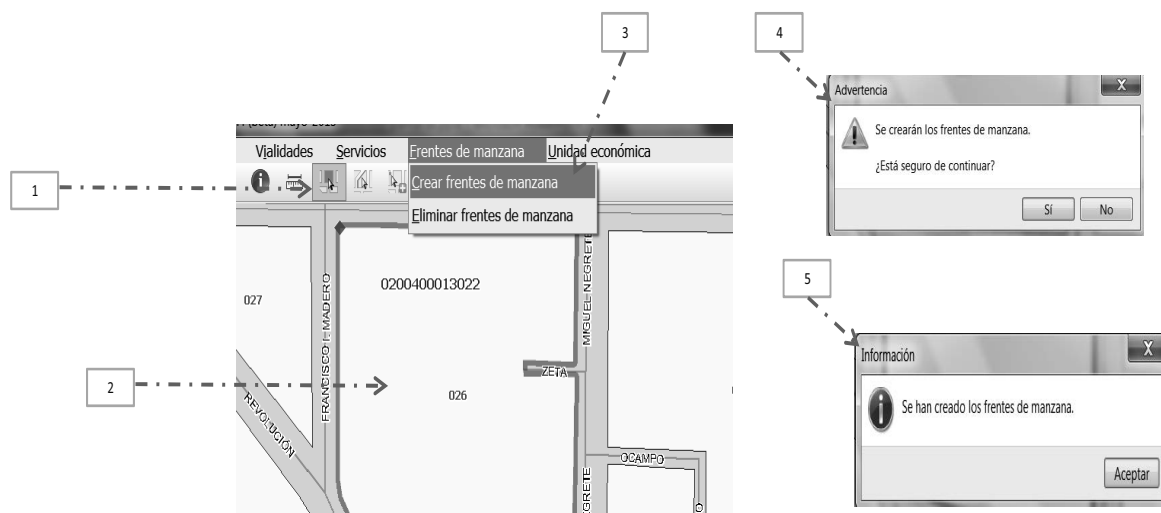 3
4
Vialidades Servicios Frentes de manzana Unidad económica
1
Crear frentes de manzana
Eliminar frentes de manzana
Advertencia
X
Se crearán los frentes de manzana.
¿Está seguro de continuar?
Sí No
5
0200400013022
027
FRANCISCO I. MADERO
MIGUEL NEGRETE
ZETA
2
026
REVOLUCIÓN
OCAMPO
Información
X
Se han creado los frentes de manzana.
Aceptar